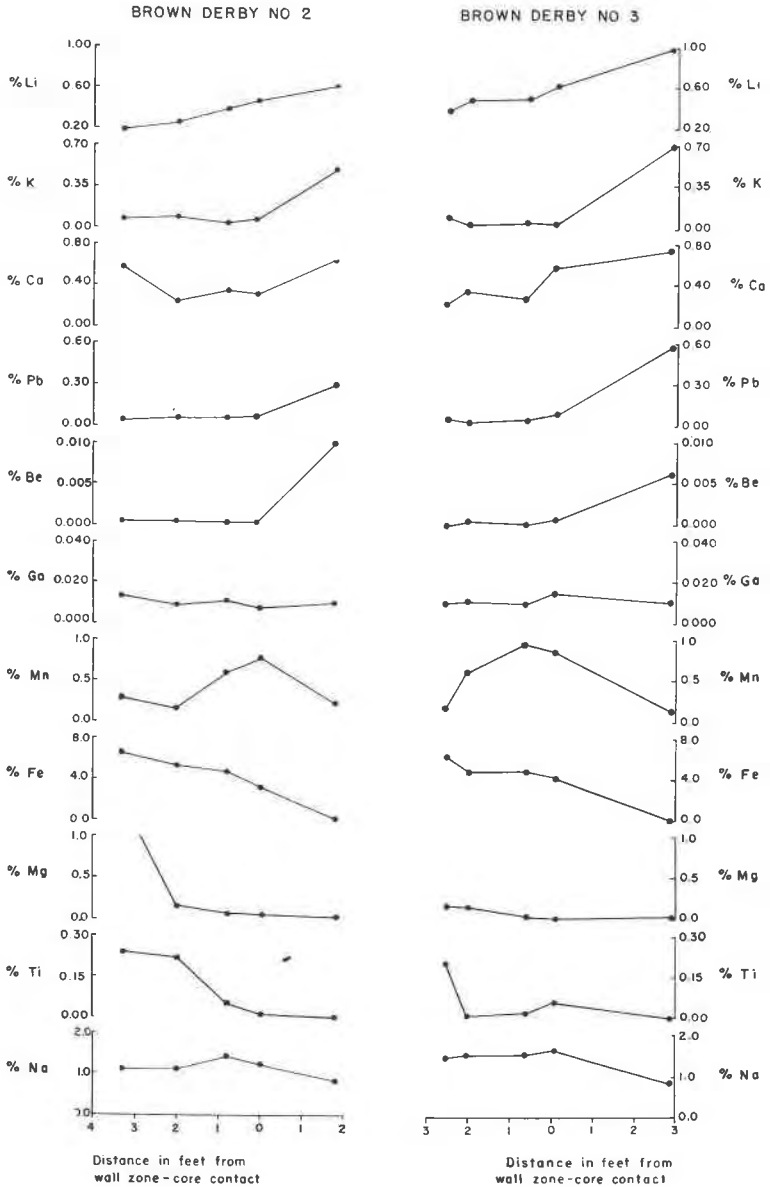 BROWN DERBY NO 2
BROWN DERBY NO 3
1.00
% Li
0.60
0.20
0.70
% K
0.35
0.00
0.80
% Ca
0.40
0.00
0.60
% Pb
0.30
0.00
0.010
% Be
0.005
0.000
0.040
% Ga
0.020
0.000
1.0
% Mn
0.5
0.0
8.0
% Fe
4.0
0.0
1.0
% Mg
0.5
0.0
0.30
% Ti
0.15
0.00
2.0
% Na
1.0
0.0
4 3 2 1 0 1 2
Distance in feet from
wall zone-core contact
1.00
0.60
% Li
0.20
0.70
0.35
% K
0.00
0.80
0.40
% Ca
0.00
0.60
0.30
% Pb
0.00
0.010
0.005
% Be
0.000
0.040
0.020
% Ga
0.000
1.0
0.5
% Mn
0.0
8.0
4.0
% Fe
0.0
1.0
0.5
% Mg
0.0
0.30
0.15
% Ti
0.00
2.0
1.0
% Na
0.0
3 2 1 0 1 2 3
Distance in feet from
wall zone-core contact